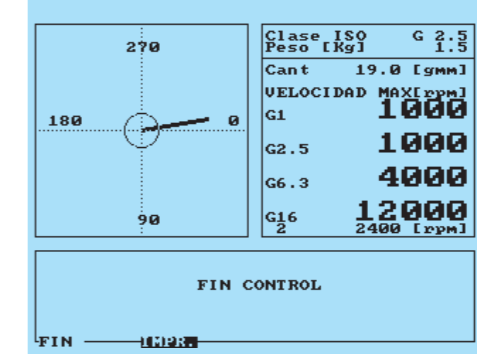 270
180
0
90
Clase ISO G 2.5
Peso [Kg] 1.5
Cant 19.0 [gmm]
VELOCIDAD MAX[rpm]
G1 1000
G2.5 1000
G6.3 4000
G16 12000
2 2400 [rpm]
FIN CONTROL
FIN IMPR.